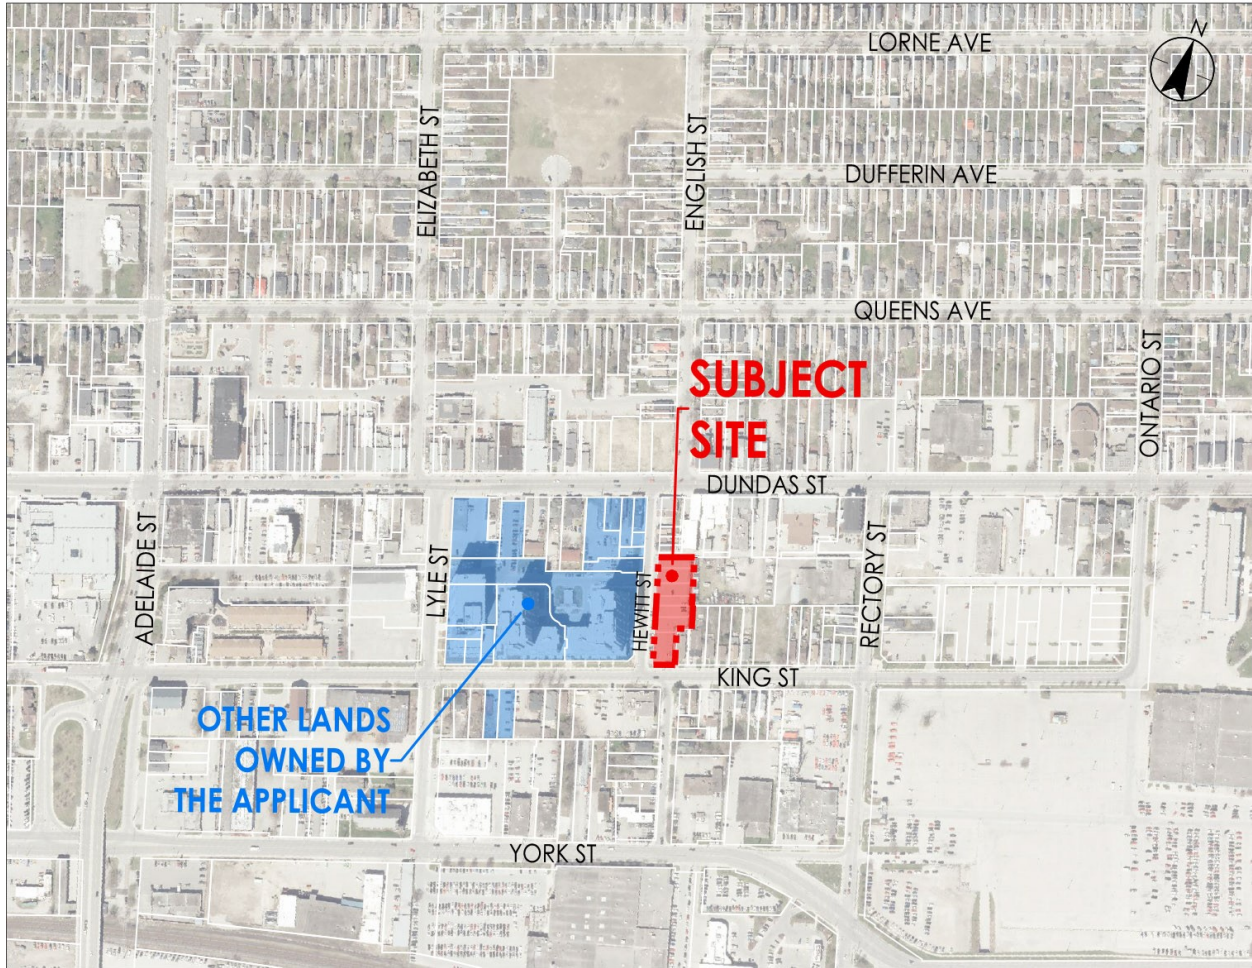 N
LORNE AVE
ELIZABETH ST
ENGLISH ST
DUFFERIN AVE
QUEENS AVE
ONTARIO ST
SUBJECT
SITE
DUNDAS ST
ADELAIDE ST
LYLE ST
HEWITT ST
RECTORY ST
KING ST
OTHER LANDS
OWNED BY
THE APPLICANT
YORK ST